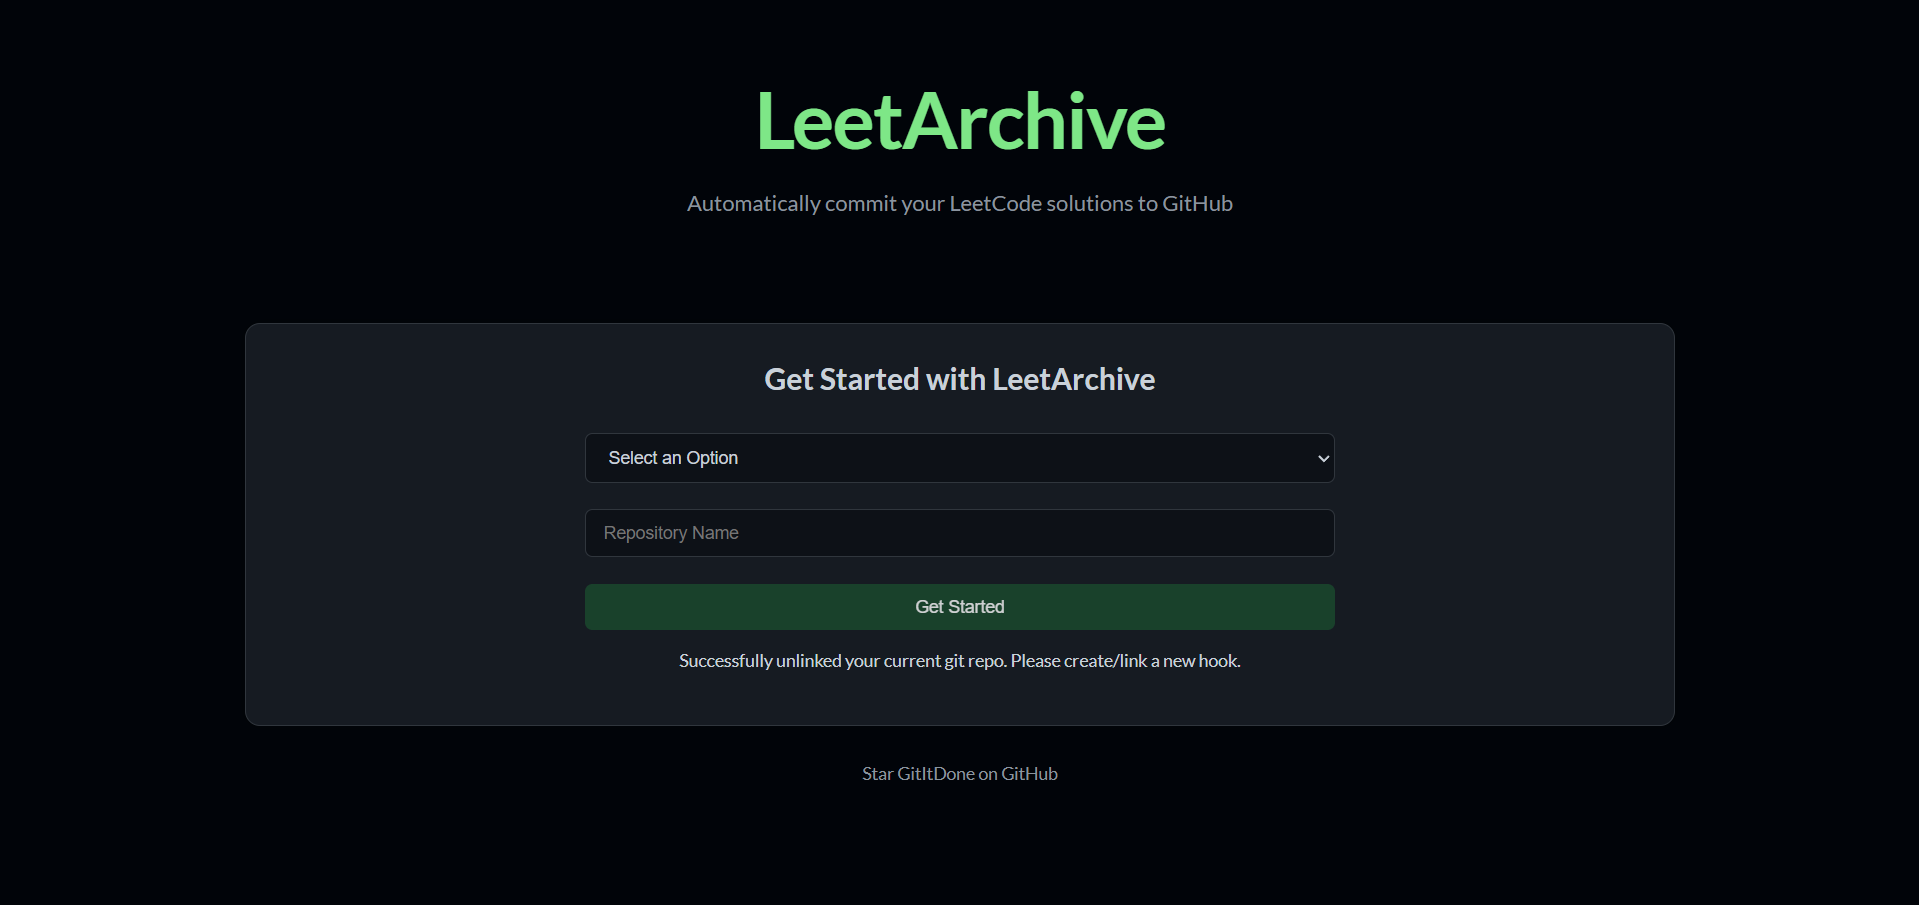 LeetArchive
Automatically commit your LeetCode solutions to GitHub
Get Started with LeetArchive
Select an Option
Repository Name
Get Started
Successfully unlinked your current git repo. Please create/link a new hook.
Star GitItDone on GitHub